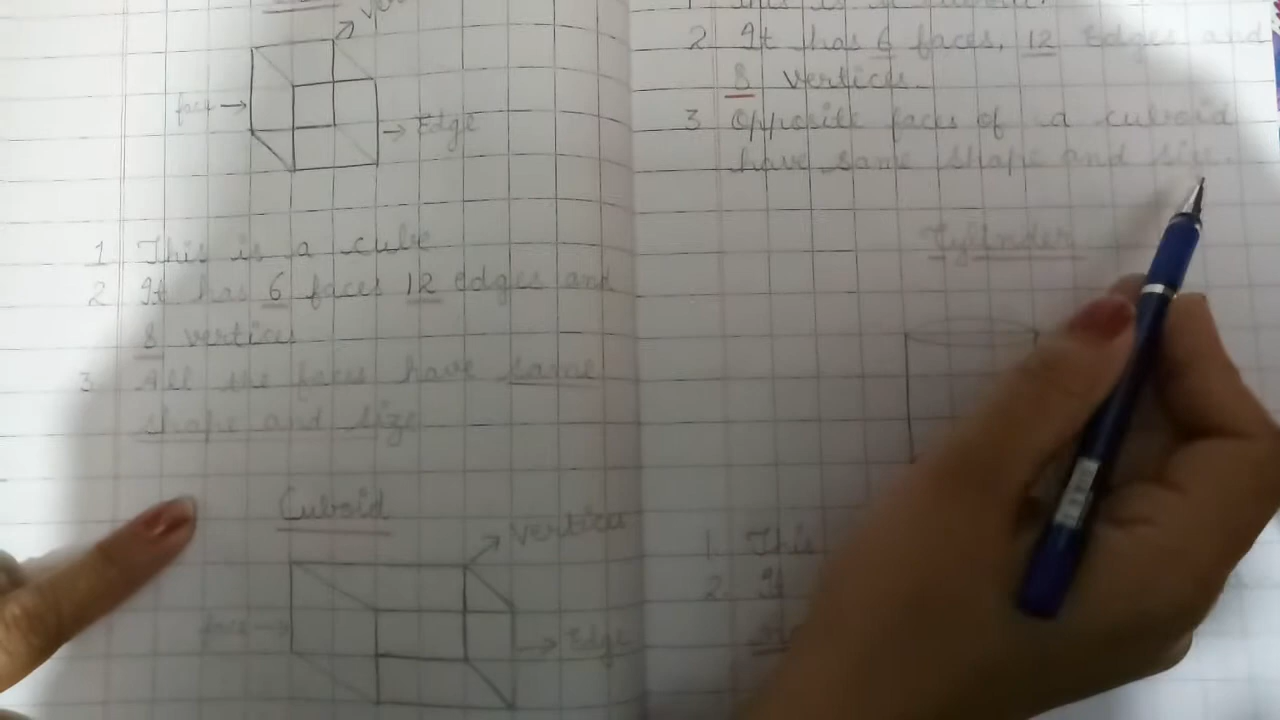 face →
→ Edge
1 This is a cube
2 It has 6 faces 12 edges and
8 vertices
3 All the faces have same
shape and size
Cuboid
Vertics
face →
→ Edge
2 It has 6 faces, 12 Edges and
8 vertics.
3 Opposite faces of a cuboid
have same shape and size.
Cylinder
1. This
2. It